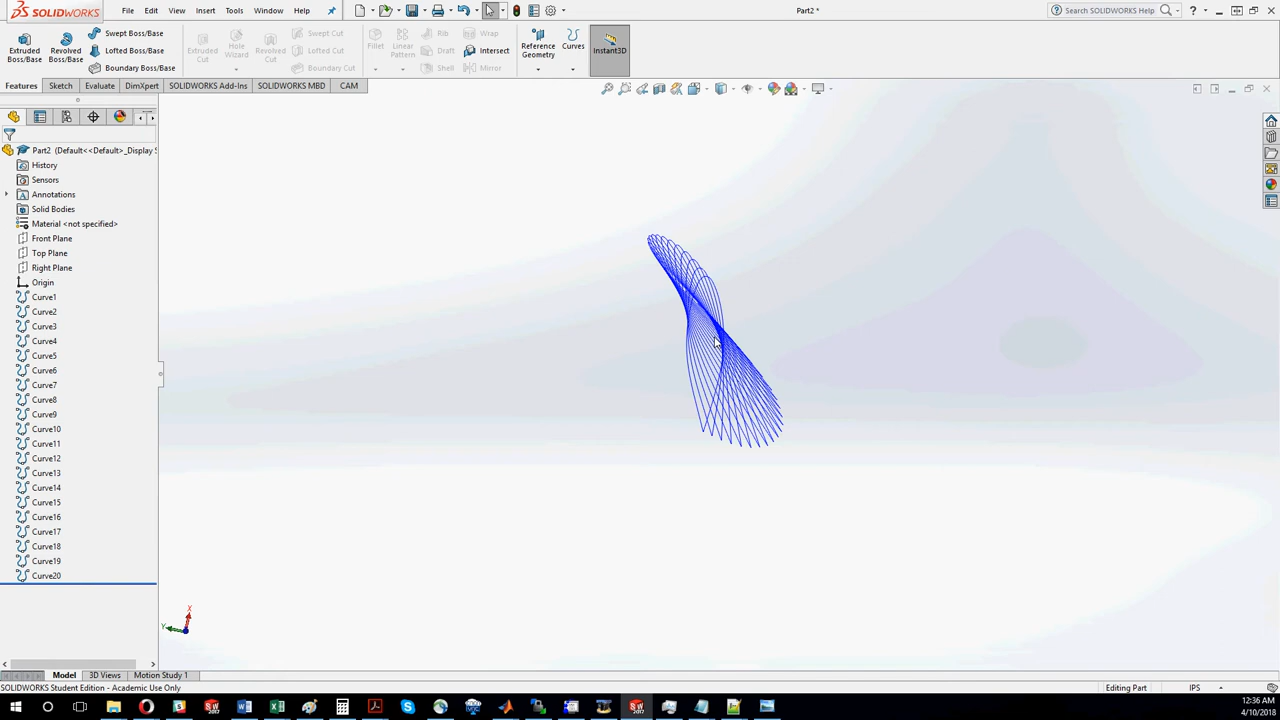 SOLIDWORKS File Edit View Insert Tools Window Help Part2 * Search SOLIDWORKS Help
Extruded Boss/Base
Revolved Boss/Base
Swept Boss/Base
Lofted Boss/Base
Boundary Boss/Base
Extruded Cut
Hole Wizard
Revolved Cut
Swept Cut
Lofted Cut
Boundary Cut
Fillet
Linear Pattern
Rib
Draft
Shell
Wrap
Intersect
Mirror
Reference Geometry
Curves
Instant3D
Features Sketch Evaluate DimXpert SOLIDWORKS Add-Ins SOLIDWORKS MBD CAM
Part2 (Default<<Default>_Display S
History
Sensors
Annotations
Solid Bodies
Material <not specified>
Front Plane
Top Plane
Right Plane
Origin
Curve1
Curve2
Curve3
Curve4
Curve5
Curve6
Curve7
Curve8
Curve9
Curve10
Curve11
Curve12
Curve13
Curve14
Curve15
Curve16
Curve17
Curve18
Curve19
Curve20
X
Y
Model 3D Views Motion Study 1
SOLIDWORKS Student Edition - Academic Use Only Editing Part IPS
12:36 AM
4/10/2018